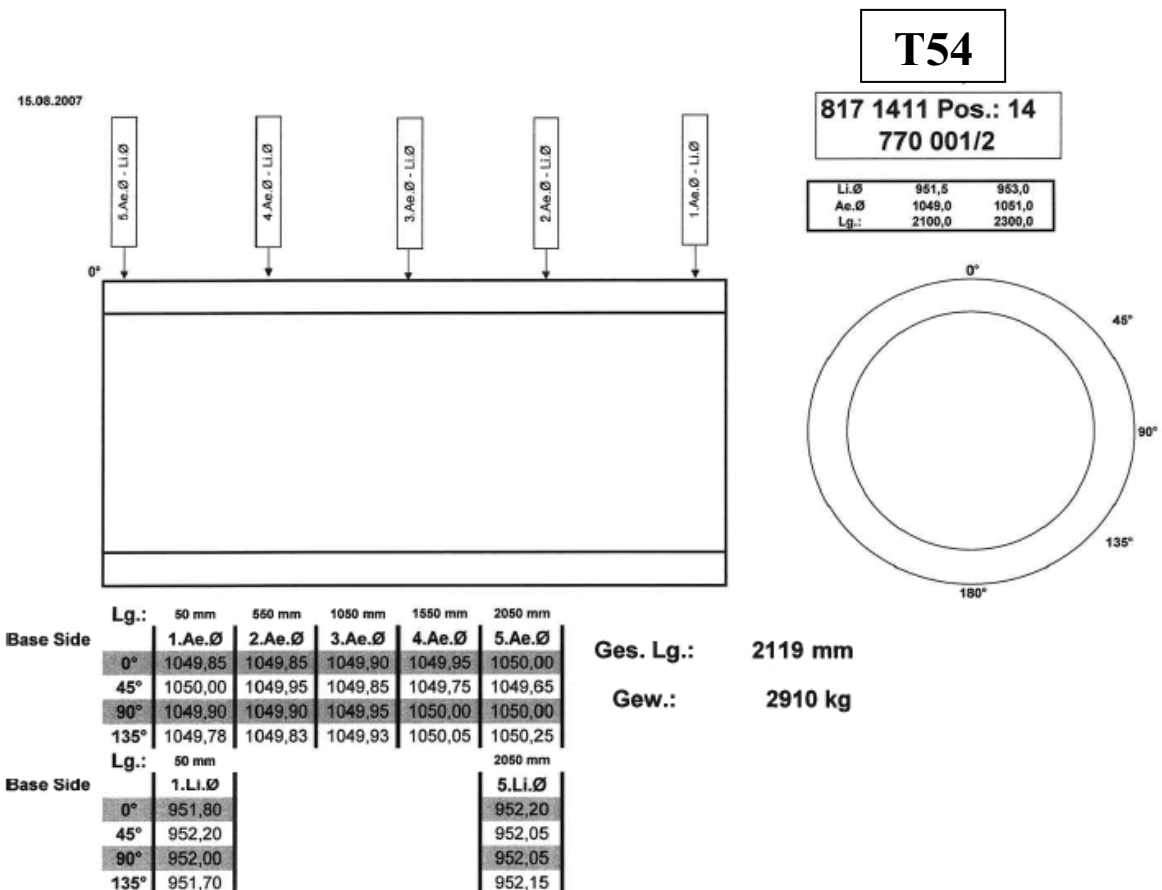 T54
15.08.2007
817 1411 Pos.: 14
770 001/2
5.Ae.Ø - Li.Ø
4.Ae.Ø - Li.Ø
3.Ae.Ø - Li.Ø
2.Ae.Ø - Li.Ø
1.Ae.Ø - Li.Ø
Li.Ø 951,5 953,0
Ae.Ø 1049,0 1051,0
Lg.: 2100,0 2300,0
0°
0°
45°
90°
135°
180°
Lg.: 50 mm 550 mm 1050 mm 1550 mm 2050 mm
Base Side 1.Ae.Ø 2.Ae.Ø 3.Ae.Ø 4.Ae.Ø 5.Ae.Ø
0° 1049,85 1049,85 1049,90 1049,95 1050,00
45° 1050,00 1049,95 1049,85 1049,75 1049,65
90° 1049,90 1049,90 1049,95 1050,00 1050,00
135° 1049,78 1049,83 1049,93 1050,05 1050,25
Ges. Lg.: 2119 mm
Gew.: 2910 kg
Lg.: 50 mm 2050 mm
Base Side 1.Li.Ø 5.Li.Ø
0° 951,80 952,20
45° 952,20 952,05
90° 952,00 952,05
135° 951,70 952,15